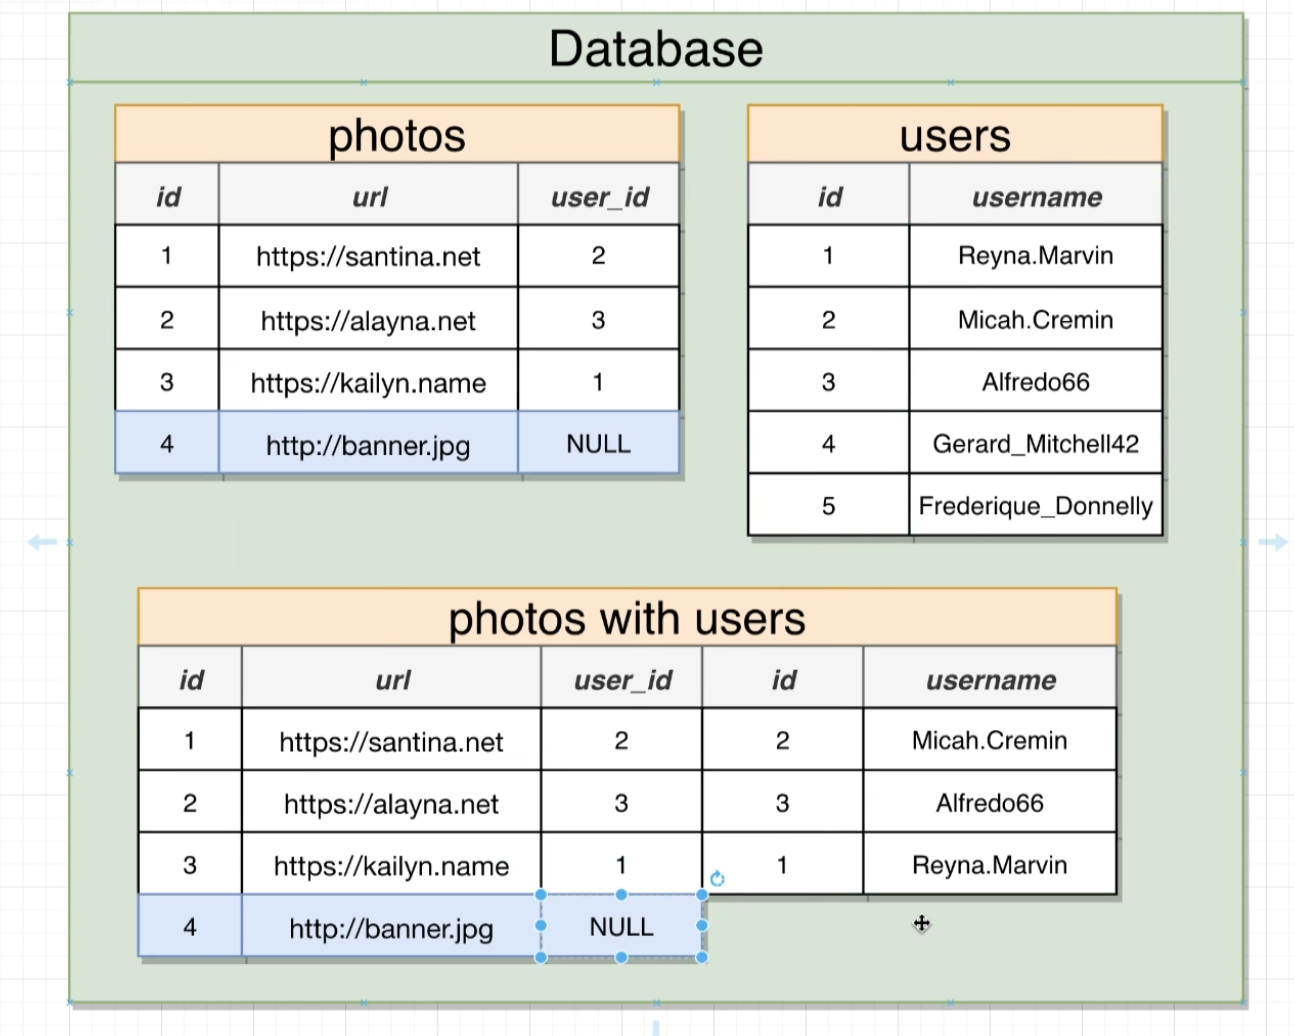 Database
photos
id url user_id
1 https://santina.net 2
2 https://alayna.net 3
3 https://kailyn.name 1
4 http://banner.jpg NULL
users
id username
1 Reyna.Marvin
2 Micah.Cremin
3 Alfredo66
4 Gerard_Mitchell42
5 Frederique_Donnelly
photos with users
id url user_id id username
1 https://santina.net 2 2 Micah.Cremin
2 https://alayna.net 3 3 Alfredo66
3 https://kailyn.name 1 1 Reyna.Marvin
4 http://banner.jpg NULL